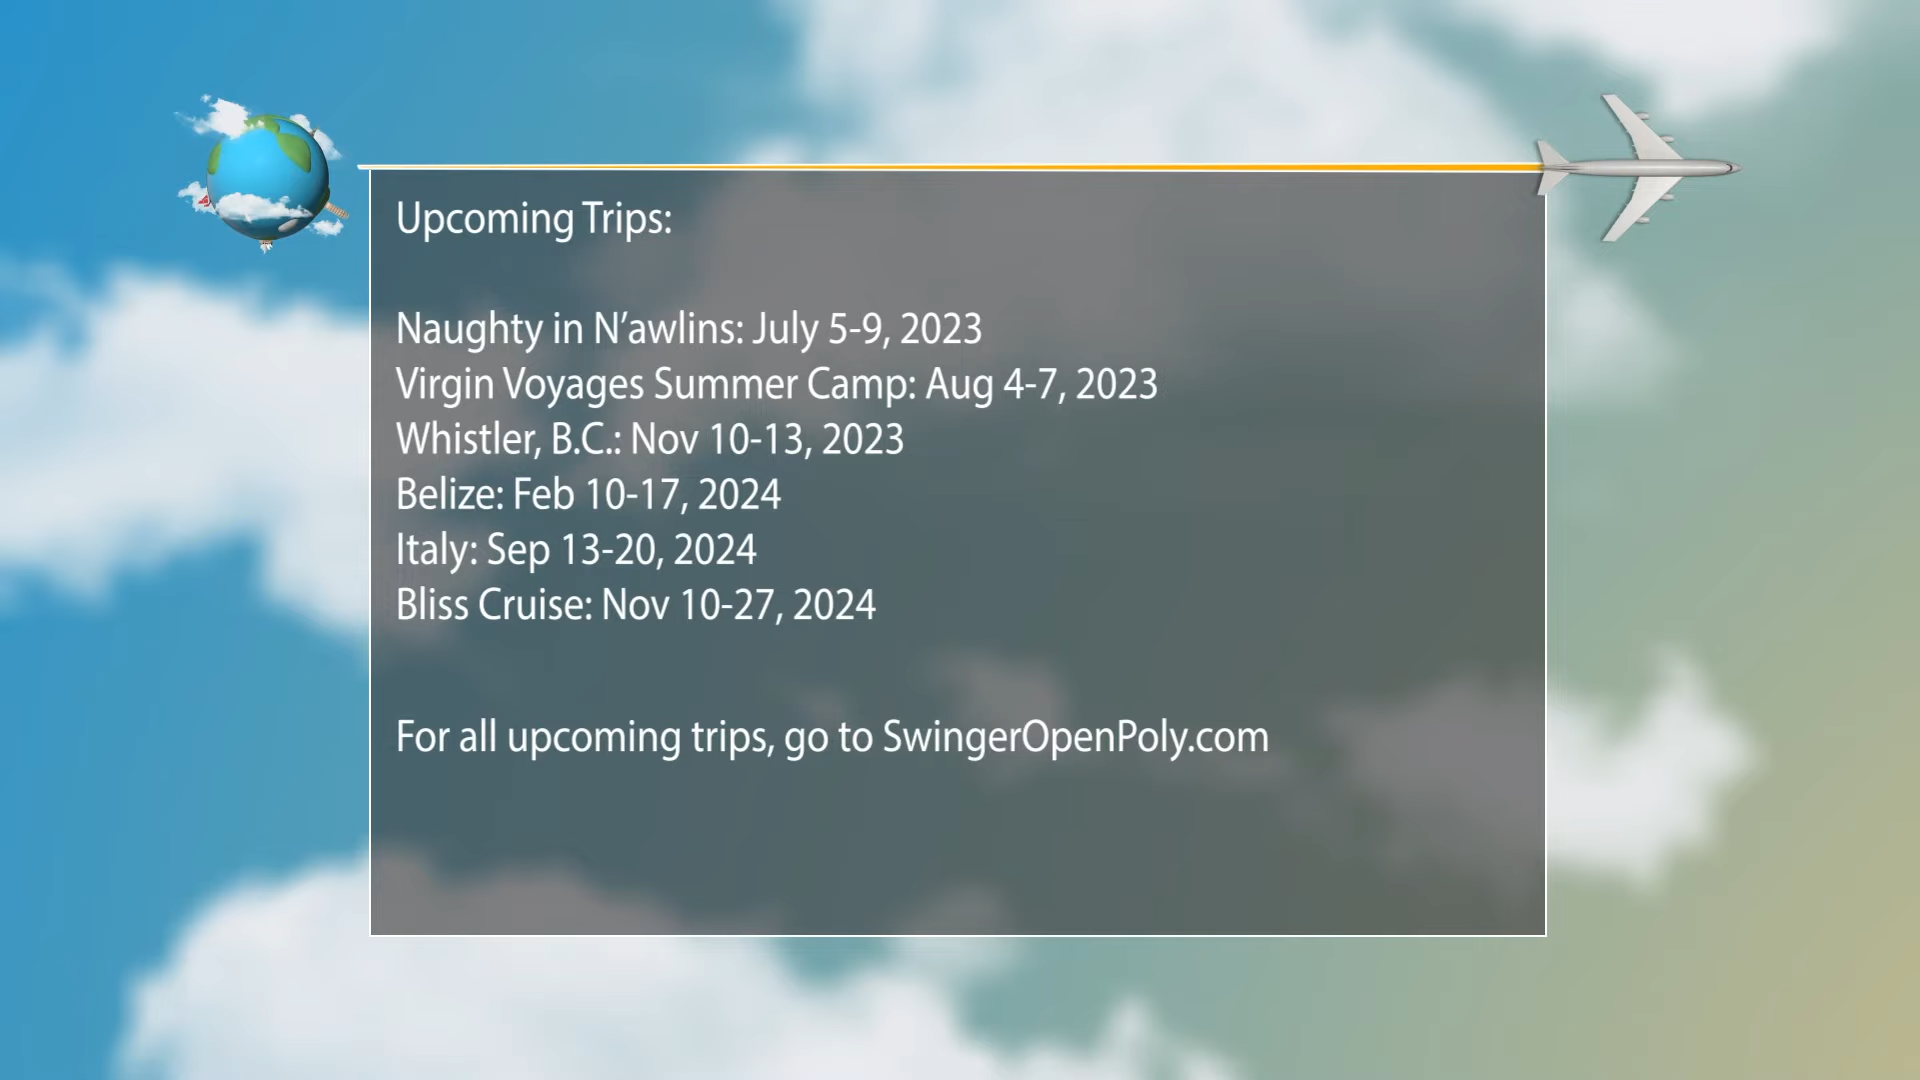 Upcoming Trips:
Naughty in N’awlins: July 5-9, 2023
Virgin Voyages Summer Camp: Aug 4-7, 2023
Whistler, B.C.: Nov 10-13, 2023
Belize: Feb 10-17, 2024
Italy: Sep 13-20, 2024
Bliss Cruise: Nov 10-27, 2024
For all upcoming trips, go to SwingerOpenPoly.com